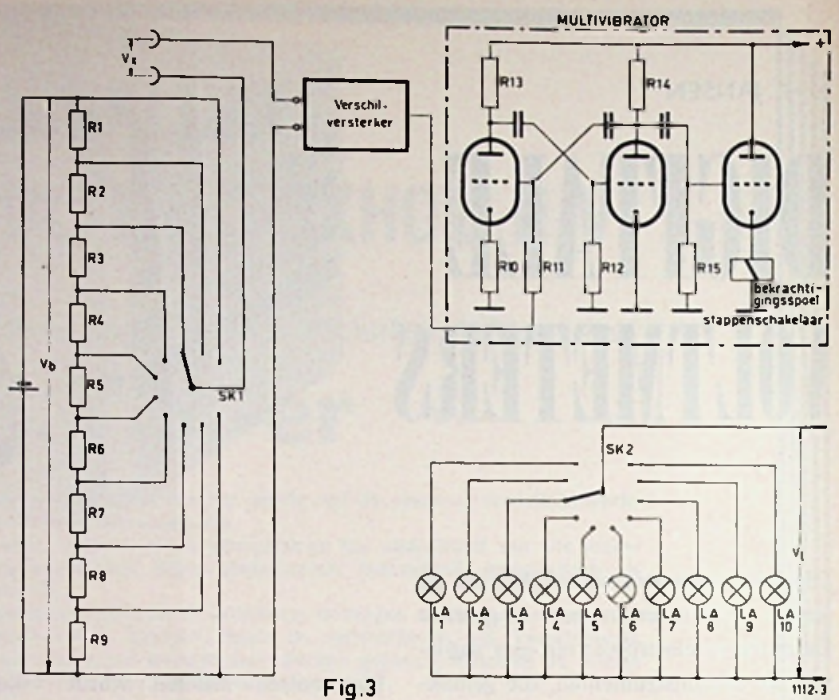 MULTIVIBRATOR
+
Vx
R13
R14
Verschil-
versterker
R1
R2
R3
R4
Vb
R5
R6
R7
R8
R9
SK1
R10
R11
R12
R15
bekrachti-
gingsspoel
stappenschakelaar
SK2
VL
LA
1
LA
2
LA
3
LA
4
LA
5
LA
6
LA
7
LA
8
LA
9
LA
10
Fig.3
1112-3